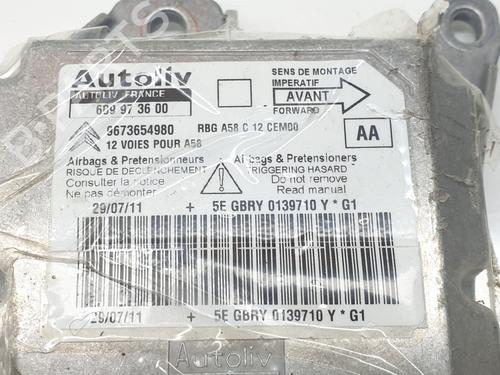 Autoliv
AUTOLIV FRANCE
609 97 36 00
SENS DE MONTAGE
IMPERATIF
AVANT
FORWARD
9673654980 RBG A58 C 12 CEM00
12 VOIES POUR A58
AA
Airbags & Pretensionneurs
RISQUE DE DECLENCHEMENT
Consulter la notice
Ne pas démonter
Airbags & Pretensioners
TRIGGERING HASARD
Do not remove
Read manual
29/07/11 + 5E GBRY 0139710 Y * G1
29/07/11 + 5E GBRY 0139710 Y * G1
Autoliv